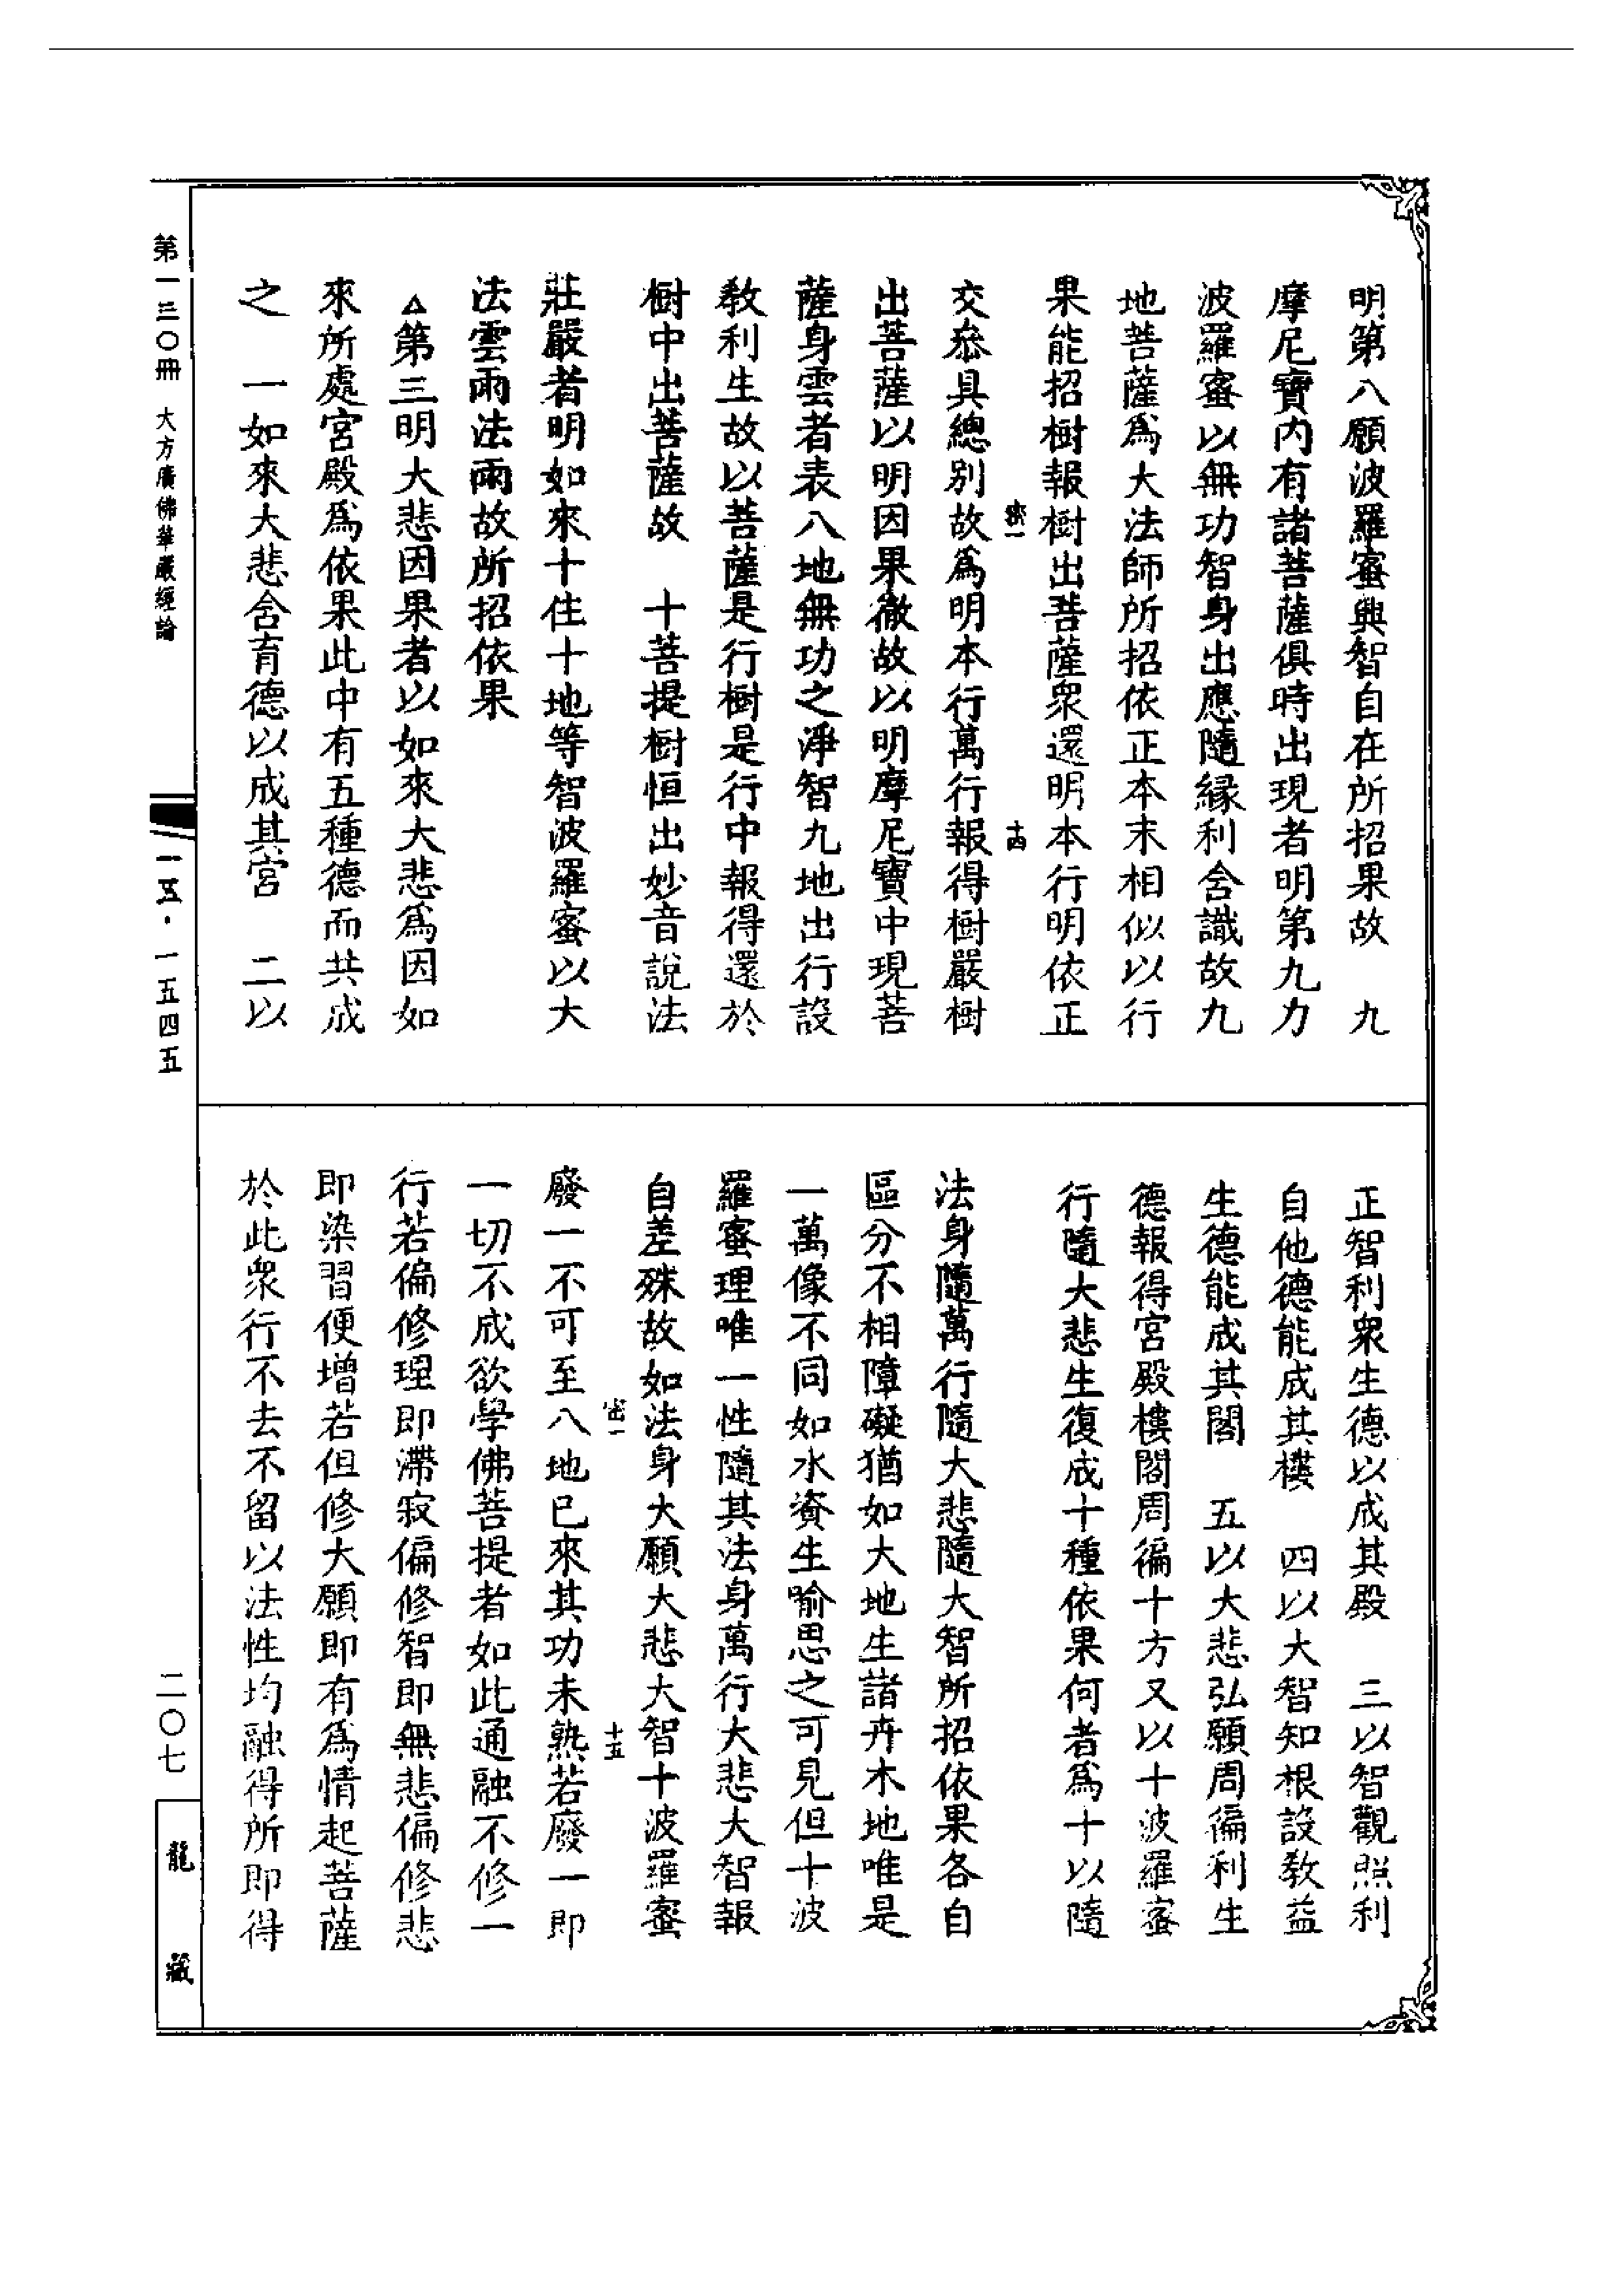 明第八願波羅蜜興智自在所招果故　九
摩尼寶內有諸菩薩俱時出現者明第九力
波羅蜜以無功智身出應隨緣利含識故九
地菩薩爲大法師所招依正本末相似以行
果能招樹報樹出菩薩衆還明本行明依正
密一　十四
交叅具總別故爲明本行萬行報得樹嚴樹
出菩薩以明因果徹故以明摩尼寶中現菩
薩身雲者表八地無功之淨智九地出行設
敎利生故以菩薩是行樹是行中報得還於
樹中出菩薩故　十菩提樹恒出妙音說法
莊嚴者明如來十住十地等智波羅蜜以大
法雲雨法雨故所招依果
△第三明大悲因果者以如來大悲爲因如
來所處宮殿爲依果此中有五種德而共成
之　一如來大悲含育德以成其宮　二以
正智利衆生德以成其殿　三以智觀照利
自他德能成其樓　四以大智知根設敎益
生德能成其閣　五以大悲弘願周徧利生
德報得宮殿樓閣周徧十方又以十波羅蜜
行隨大悲生復成十種依果何者爲十以隨
法身隨萬行隨大悲隨大智所招依果各自
區分不相障礙猶如大地生諸卉木地唯是
一萬像不同如水資生喻思之可見但十波
羅蜜理唯一性隨其法身萬行大悲大智報
自差殊故如法身大願大悲大智十波羅蜜
密一　十五
廢一不可至八地已來其功未熟若廢一即
一切不成欲學佛菩提者如此通融不修一
行若偏修理即滯寂偏修智即無悲偏修悲
即染習便增若但修大願即有爲情起菩薩
於此衆行不去不留以法性均融得所即得
第一三〇冊　大方廣佛華嚴經論
一五·一五四五
二〇七
龍藏